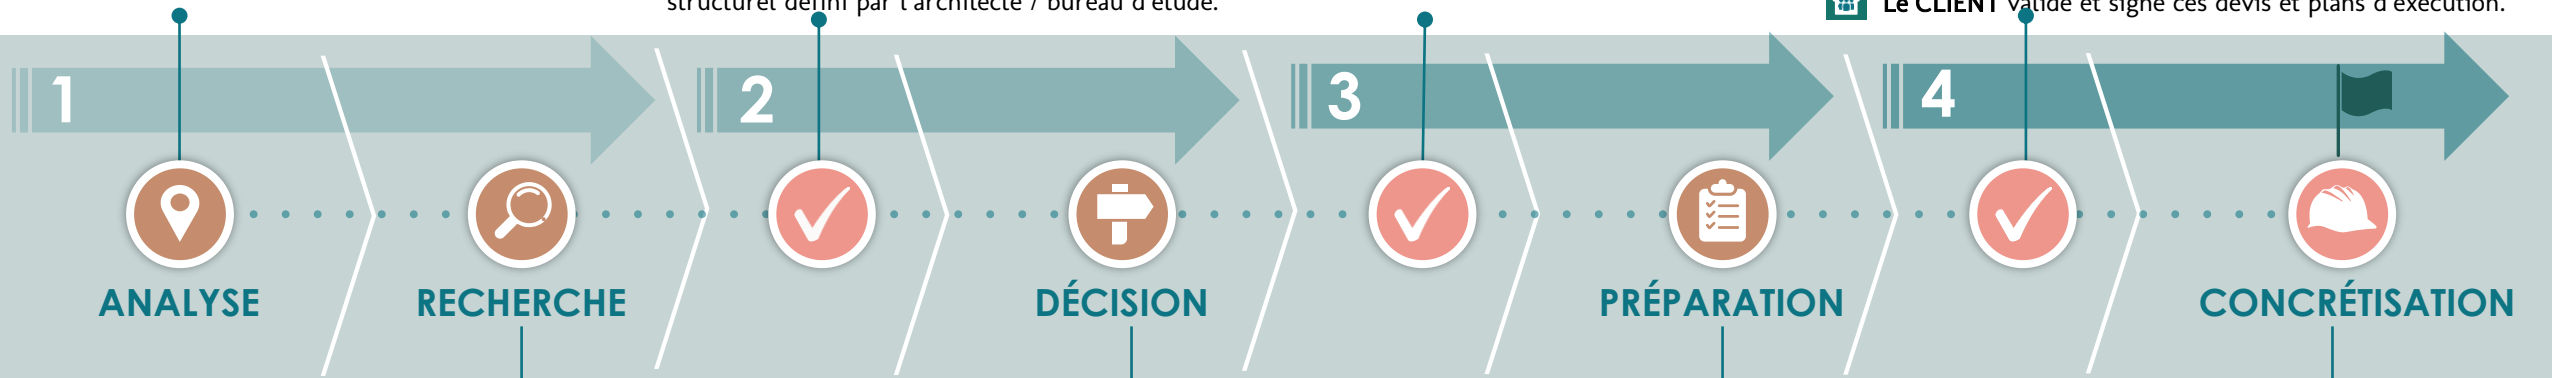 structurel défini par l'architecte / bureau d'étude.
Le CLIENT valide et signe ces devis et plans d'exécution.
1
2
3
4
ANALYSE
RECHERCHE
DÉCISION
PRÉPARATION
CONCRÉTISATION